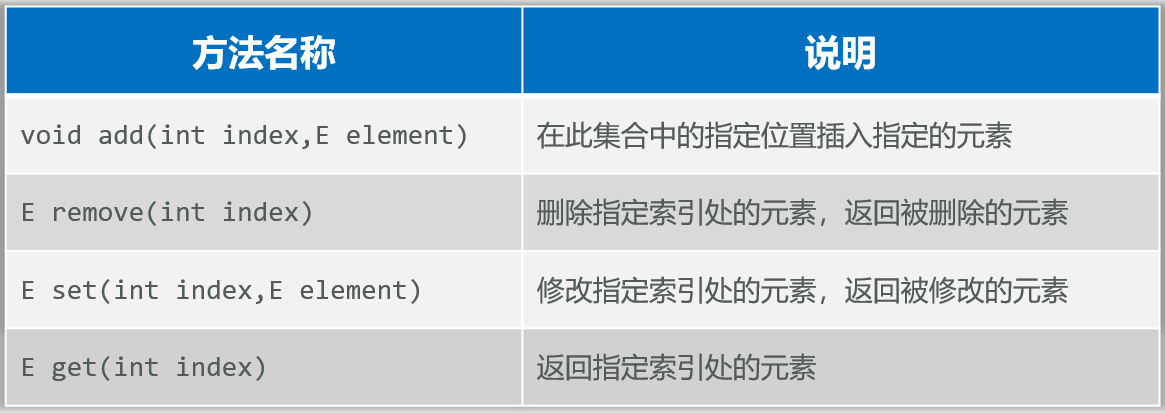 方法名称 说明
void add(int index,E element) 在此集合中的指定位置插入指定的元素
E remove(int index) 删除指定索引处的元素，返回被删除的元素
E set(int index,E element) 修改指定索引处的元素，返回被修改的元素
E get(int index) 返回指定索引处的元素